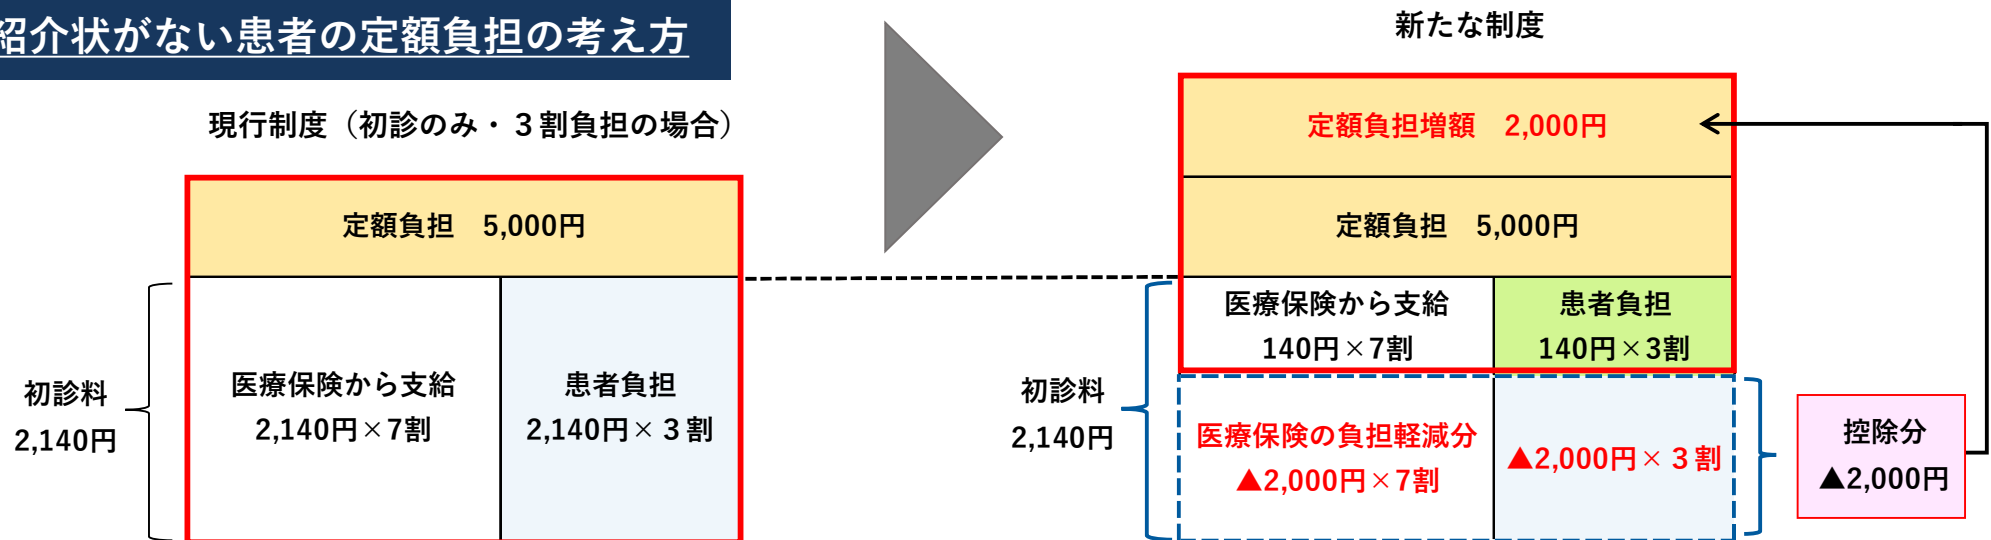 紹介状がない患者の定額負担の考え方
現行制度（初診のみ・３割負担の場合）
定額負担　5,000円
初診料
2,140円
医療保険から支給
2,140円×7割
患者負担
2,140円×３割
新たな制度
定額負担増額　2,000円
定額負担　5,000円
初診料
2,140円
医療保険から支給
140円×7割
患者負担
140円×3割
医療保険の負担軽減分
▲2,000円×7割
▲2,000円×３割
控除分
▲2,000円